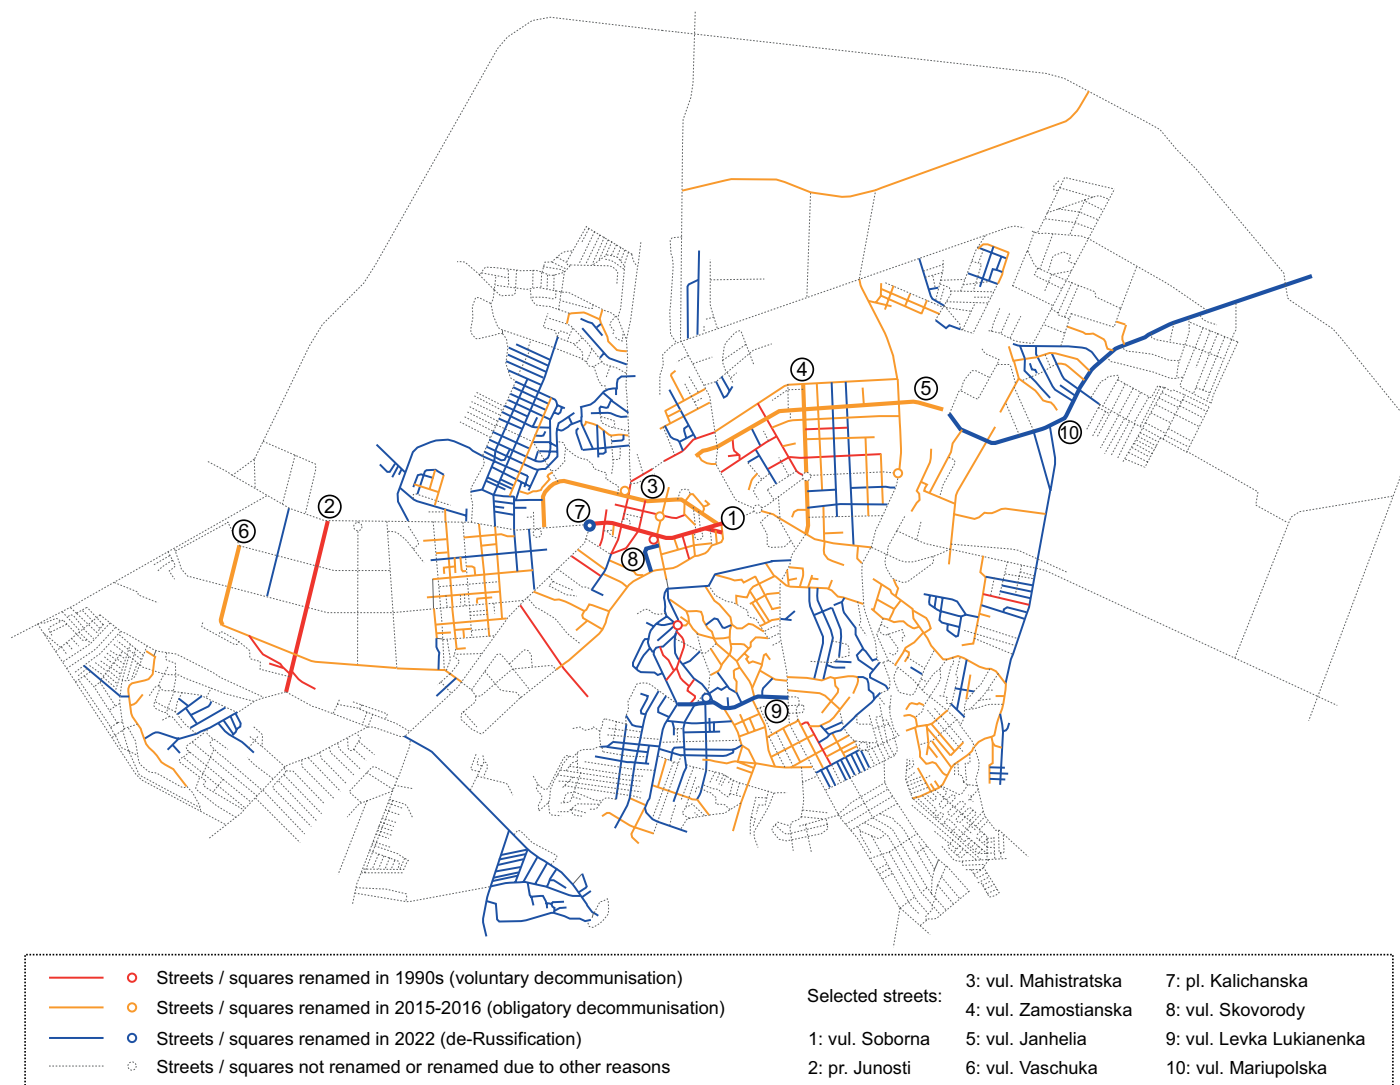 4
5
10
2
3
7
1
6
8
9
Streets / squares renamed in 1990s (voluntary decommunisation)
Streets / squares renamed in 2015-2016 (obligatory decommunisation)
Streets / squares renamed in 2022 (de-Russification)
Streets / squares not renamed or renamed due to other reasons
Selected streets:
1: vul. Soborna
2: pr. Junosti
3: vul. Mahistratska
4: vul. Zamostianska
5: vul. Janhelia
6: vul. Vaschuka
7: pl. Kalichanska
8: vul. Skovorody
9: vul. Levka Lukianenka
10: vul. Mariupolska